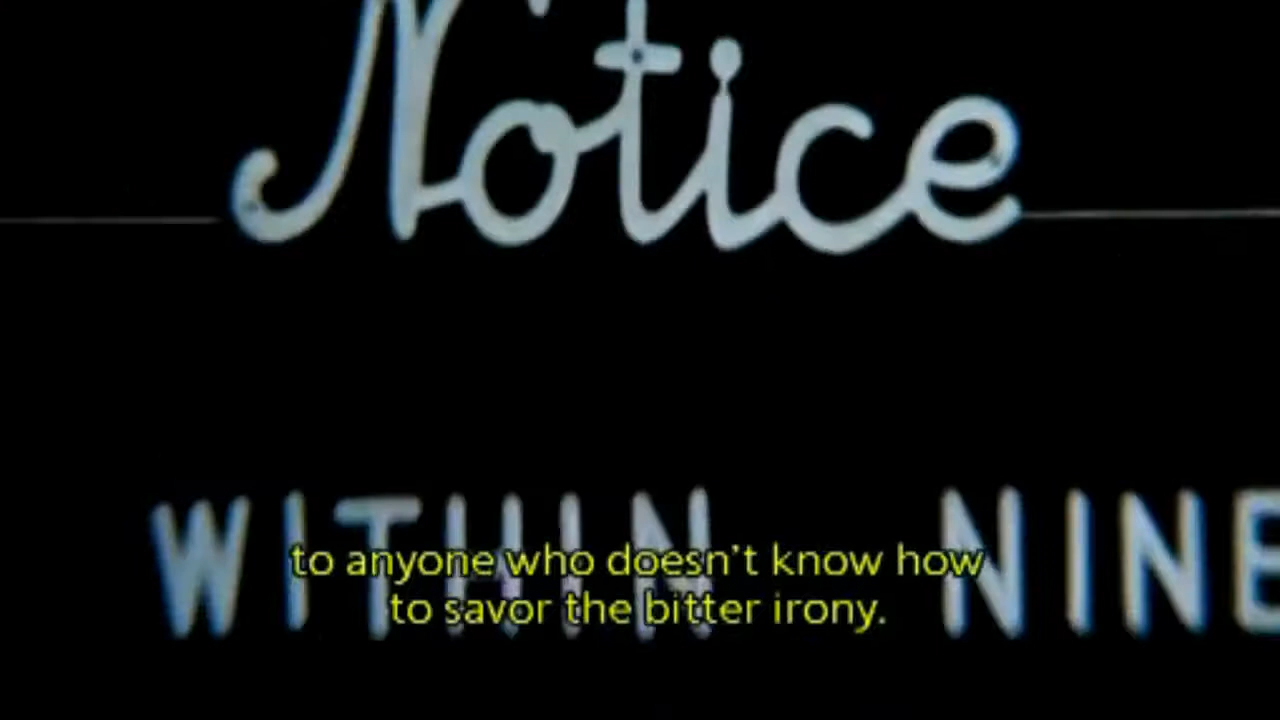 Notice
WITHIN NINE
to anyone who doesn't know how
to savor the bitter irony.